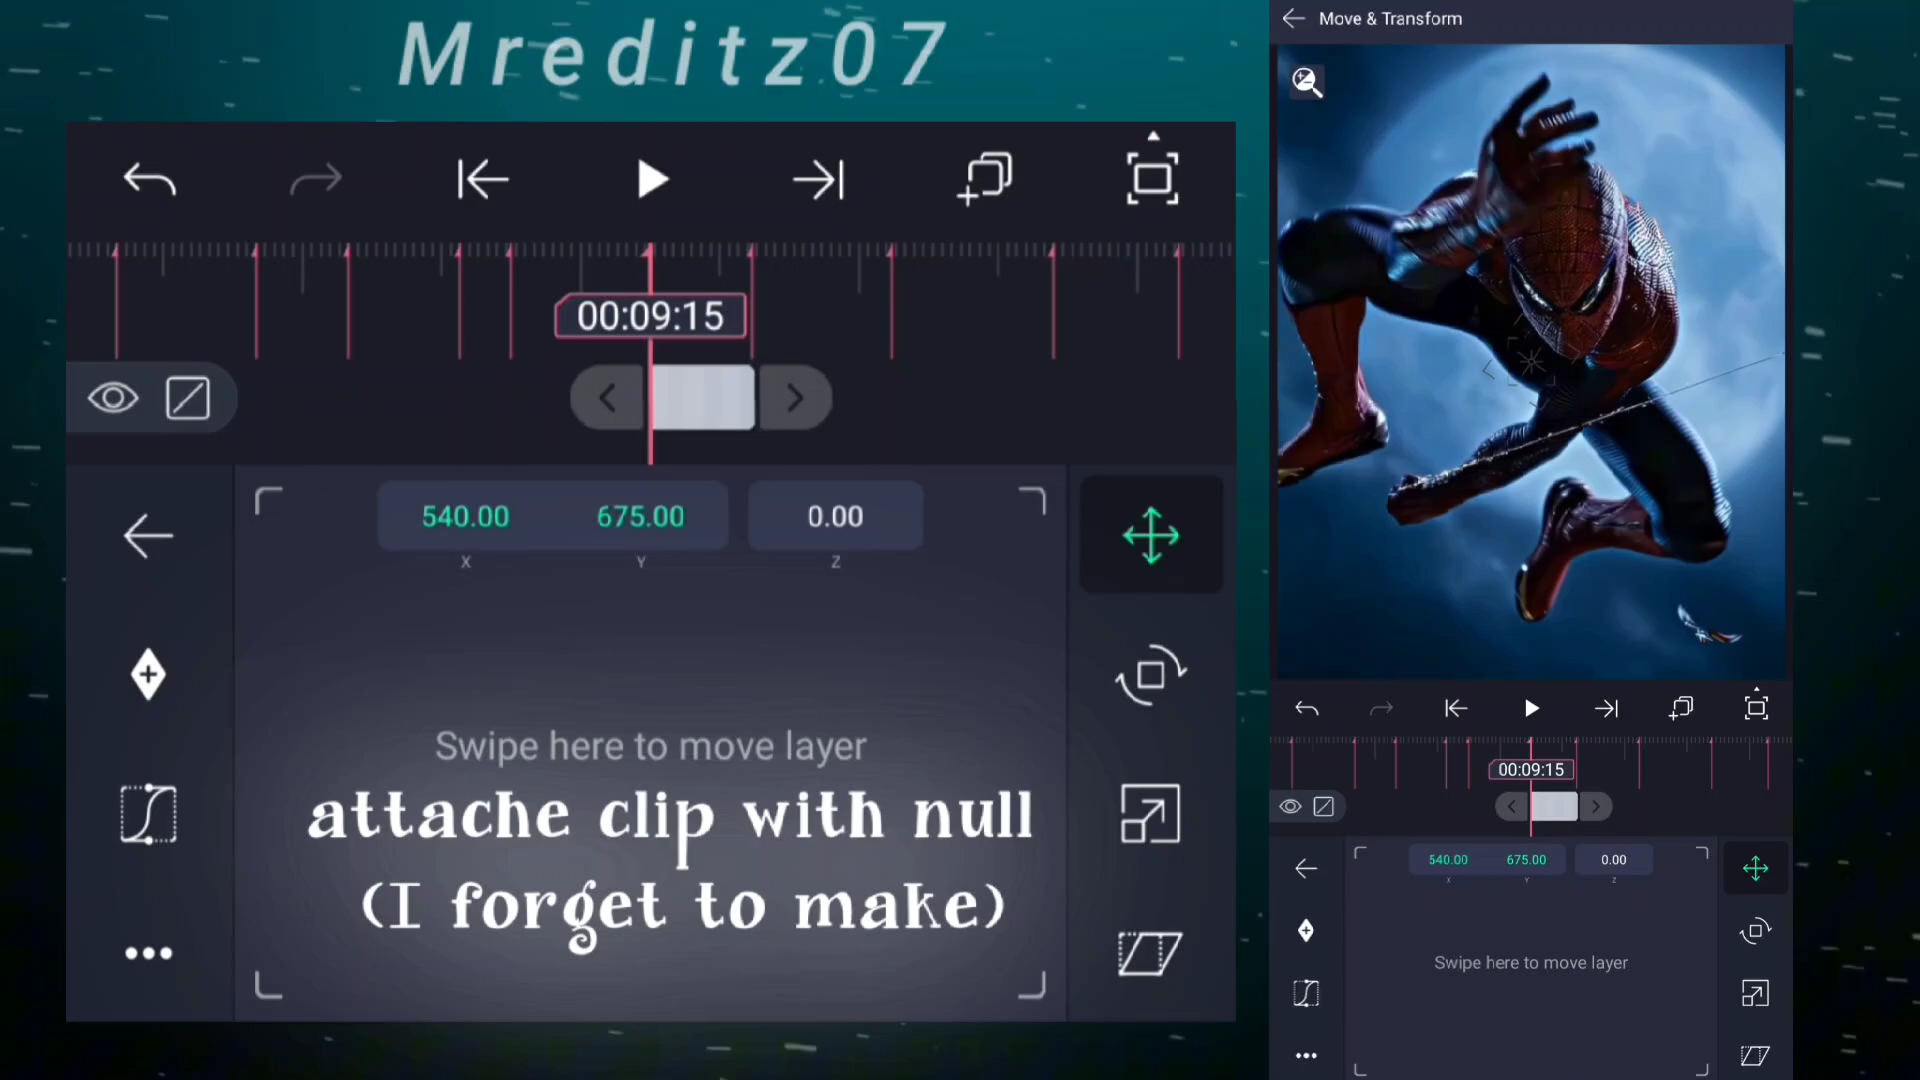 Mreditz07
00:09:15
540.00 675.00 0.00
X Y Z
Swipe here to move layer
attache clip with null
(I forget to make)
Move & Transform
00:09:15
540.00 675.00 0.00
X Y Z
Swipe here to move layer